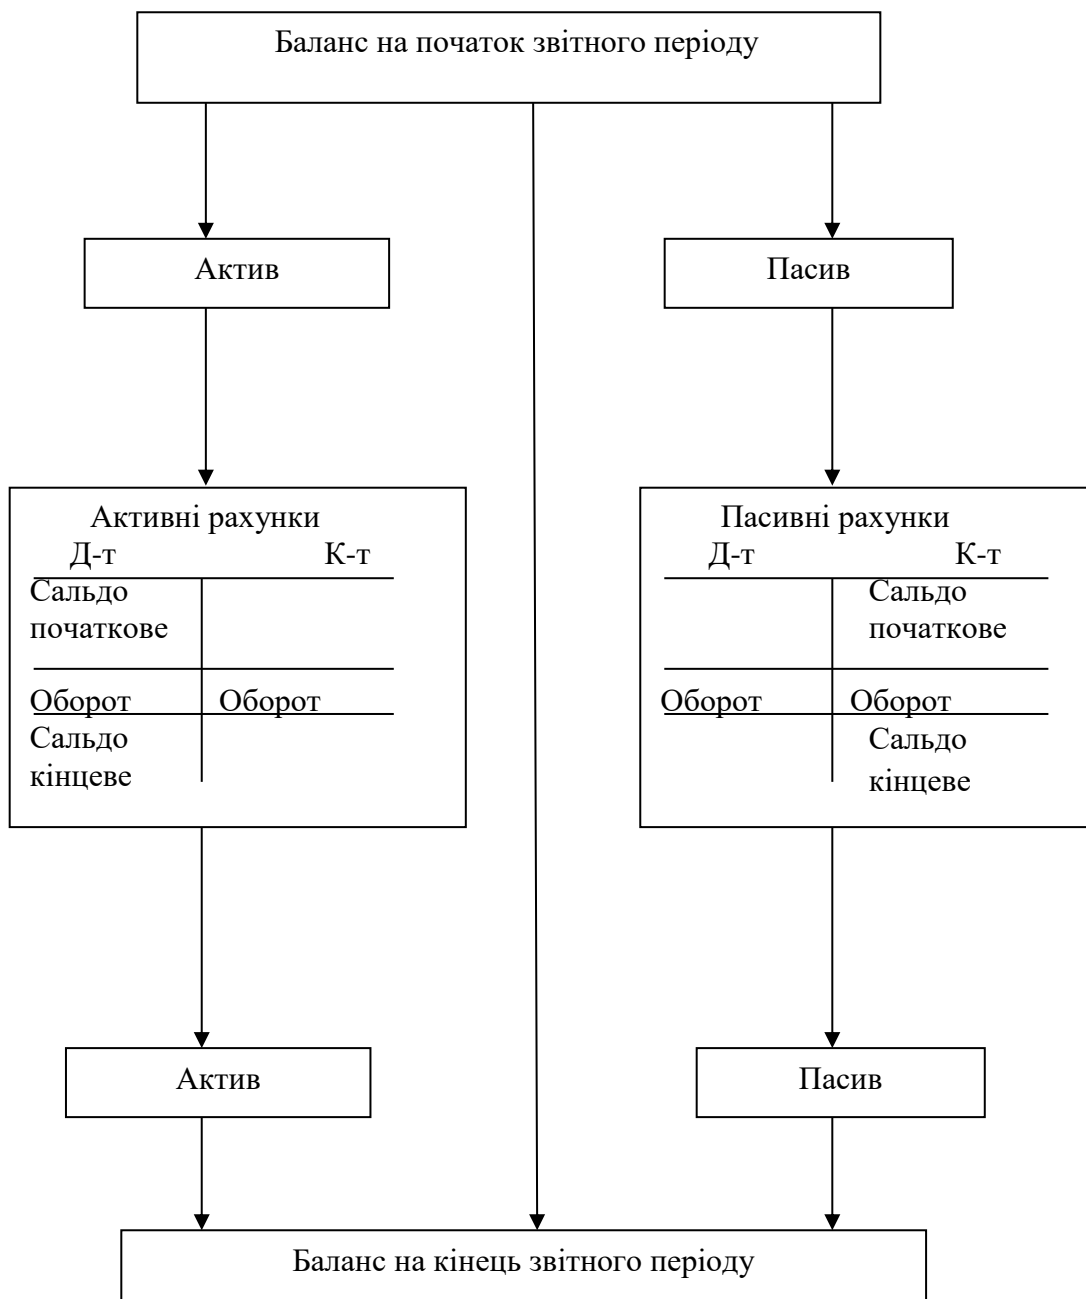 Баланс на початок звітного періоду
Актив
Пасив
Активні рахунки
Д-т К-т
Сальдо
початкове
Оборот Оборот
Сальдо
кінцеве
Пасивні рахунки
Д-т К-т
Сальдо
початкове
Оборот Оборот
Сальдо
кінцеве
Актив
Пасив
Баланс на кінець звітного періоду